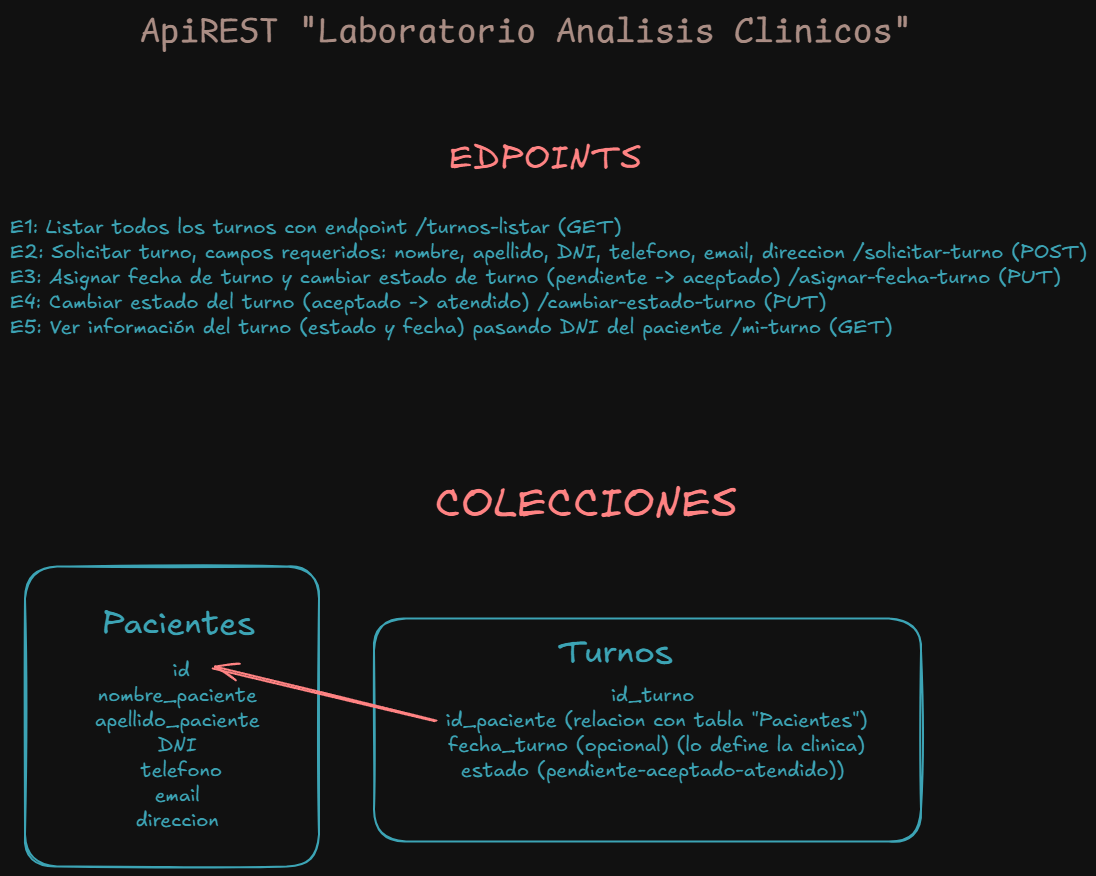 ApiREST "Laboratorio Analisis Clinicos"
EDPOINTS
E1: Listar todos los turnos con endpoint /turnos-listar (GET)
E2: Solicitar turno, campos requeridos: nombre, apellido, DNI, telefono, email, direccion /solicitar-turno (POST)
E3: Asignar fecha de turno y cambiar estado de turno (pendiente -> aceptado) /asignar-fecha-turno (PUT)
E4: Cambiar estado del turno (aceptado -> atendido) /cambiar-estado-turno (PUT)
E5: Ver información del turno (estado y fecha) pasando DNI del paciente /mi-turno (GET)
COLECCIONES
Pacientes
id
nombre_paciente
apellido_paciente
DNI
telefono
email
direccion
Turnos
id_turno
id_paciente (relacion con tabla "Pacientes")
fecha_turno (opcional) (lo define la clinica)
estado (pendiente-aceptado-atendido))